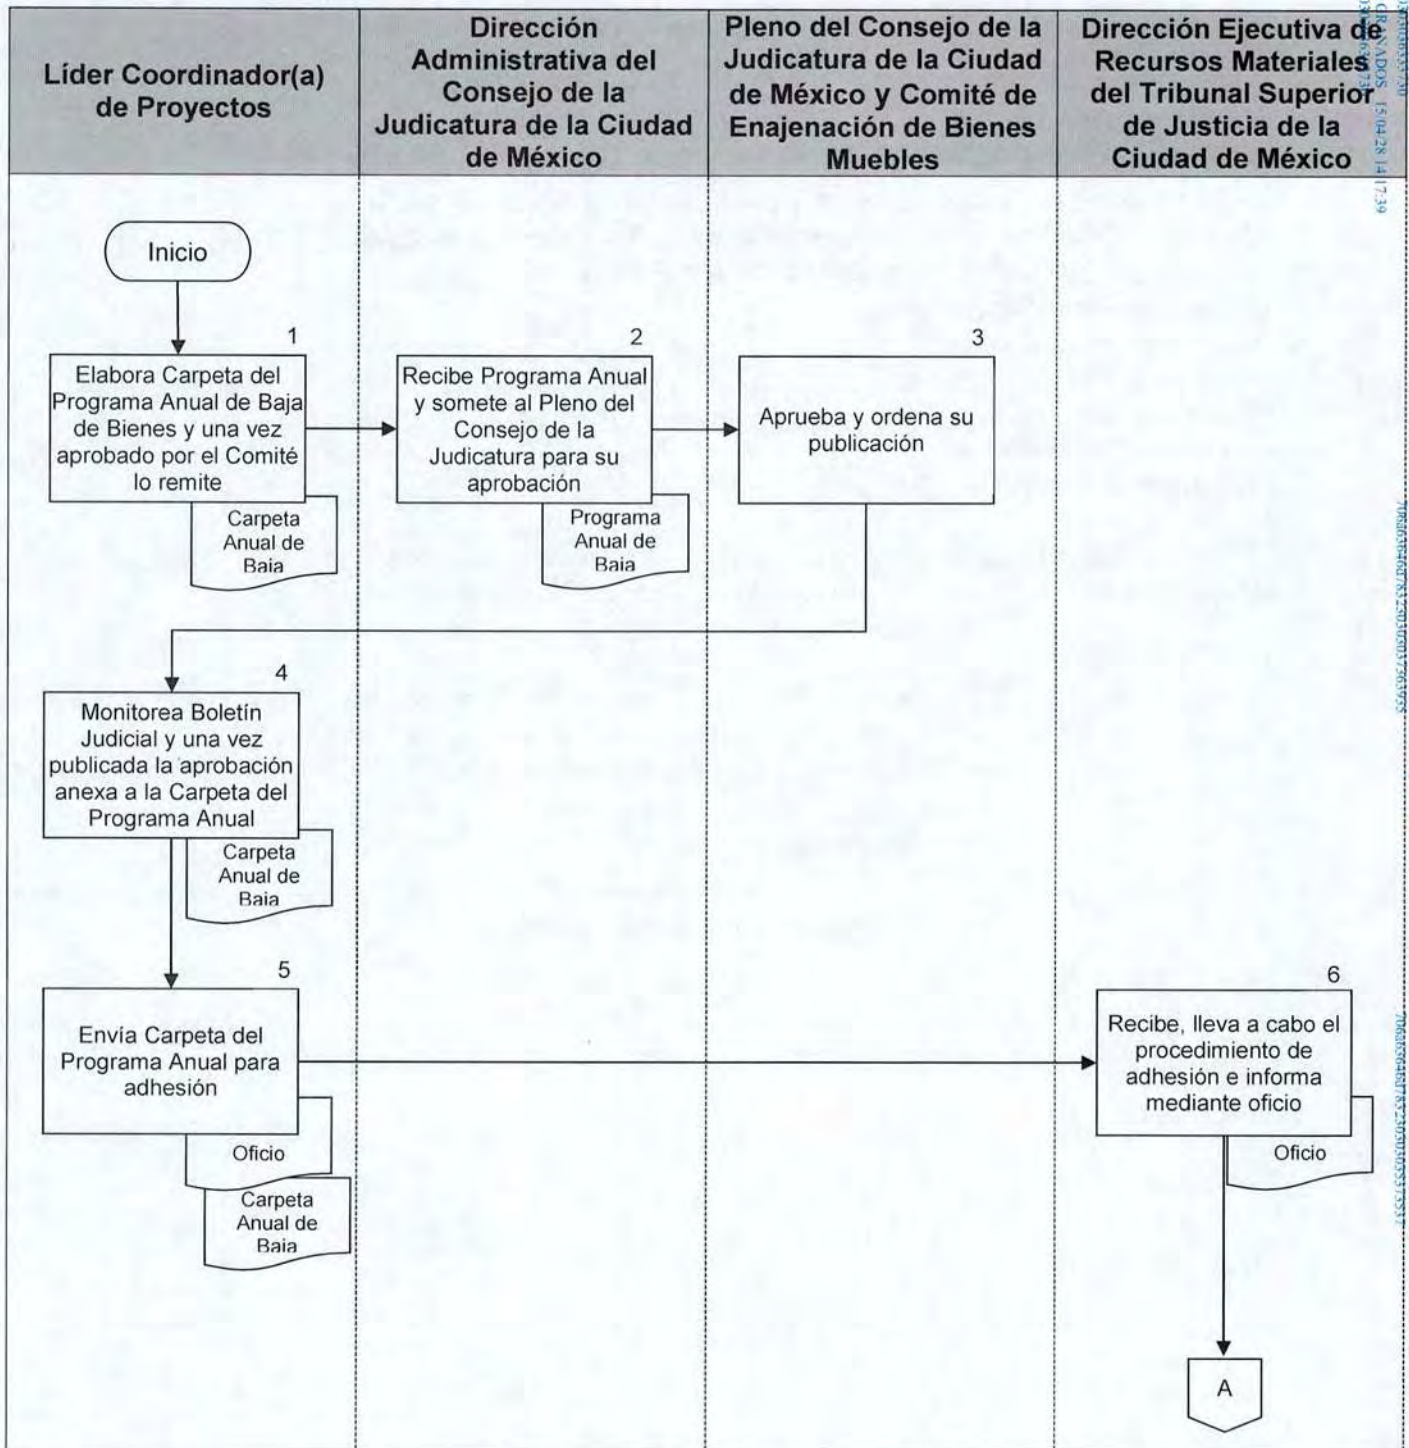 Líder Coordinador(a)
de Proyectos
Dirección
Administrativa del
Consejo de la
Judicatura de la Ciudad
de México
Pleno del Consejo de la
Judicatura de la Ciudad
de México y Comité de
Enajenación de Bienes
Muebles
Dirección Ejecutiva de
Recursos Materiales
del Tribunal Superior
de Justicia de la
Ciudad de México
Inicio
1
Elabora Carpeta del
Programa Anual de Baja
de Bienes y una vez
aprobado por el Comité
lo remite
Carpeta
Anual de
Baja
2
Recibe Programa Anual
y somete al Pleno del
Consejo de la
Judicatura para su
aprobación
Programa
Anual de
Baja
3
Aprueba y ordena su
publicación
4
Monitorea Boletín
Judicial y una vez
publicada la aprobación
anexa a la Carpeta del
Programa Anual
Carpeta
Anual de
Baja
5
Envía Carpeta del
Programa Anual para
adhesión
Oficio
Carpeta
Anual de
Baja
6
Recibe, lleva a cabo el
procedimiento de
adhesión e informa
mediante oficio
Oficio
A
15/04/28 14:17:39